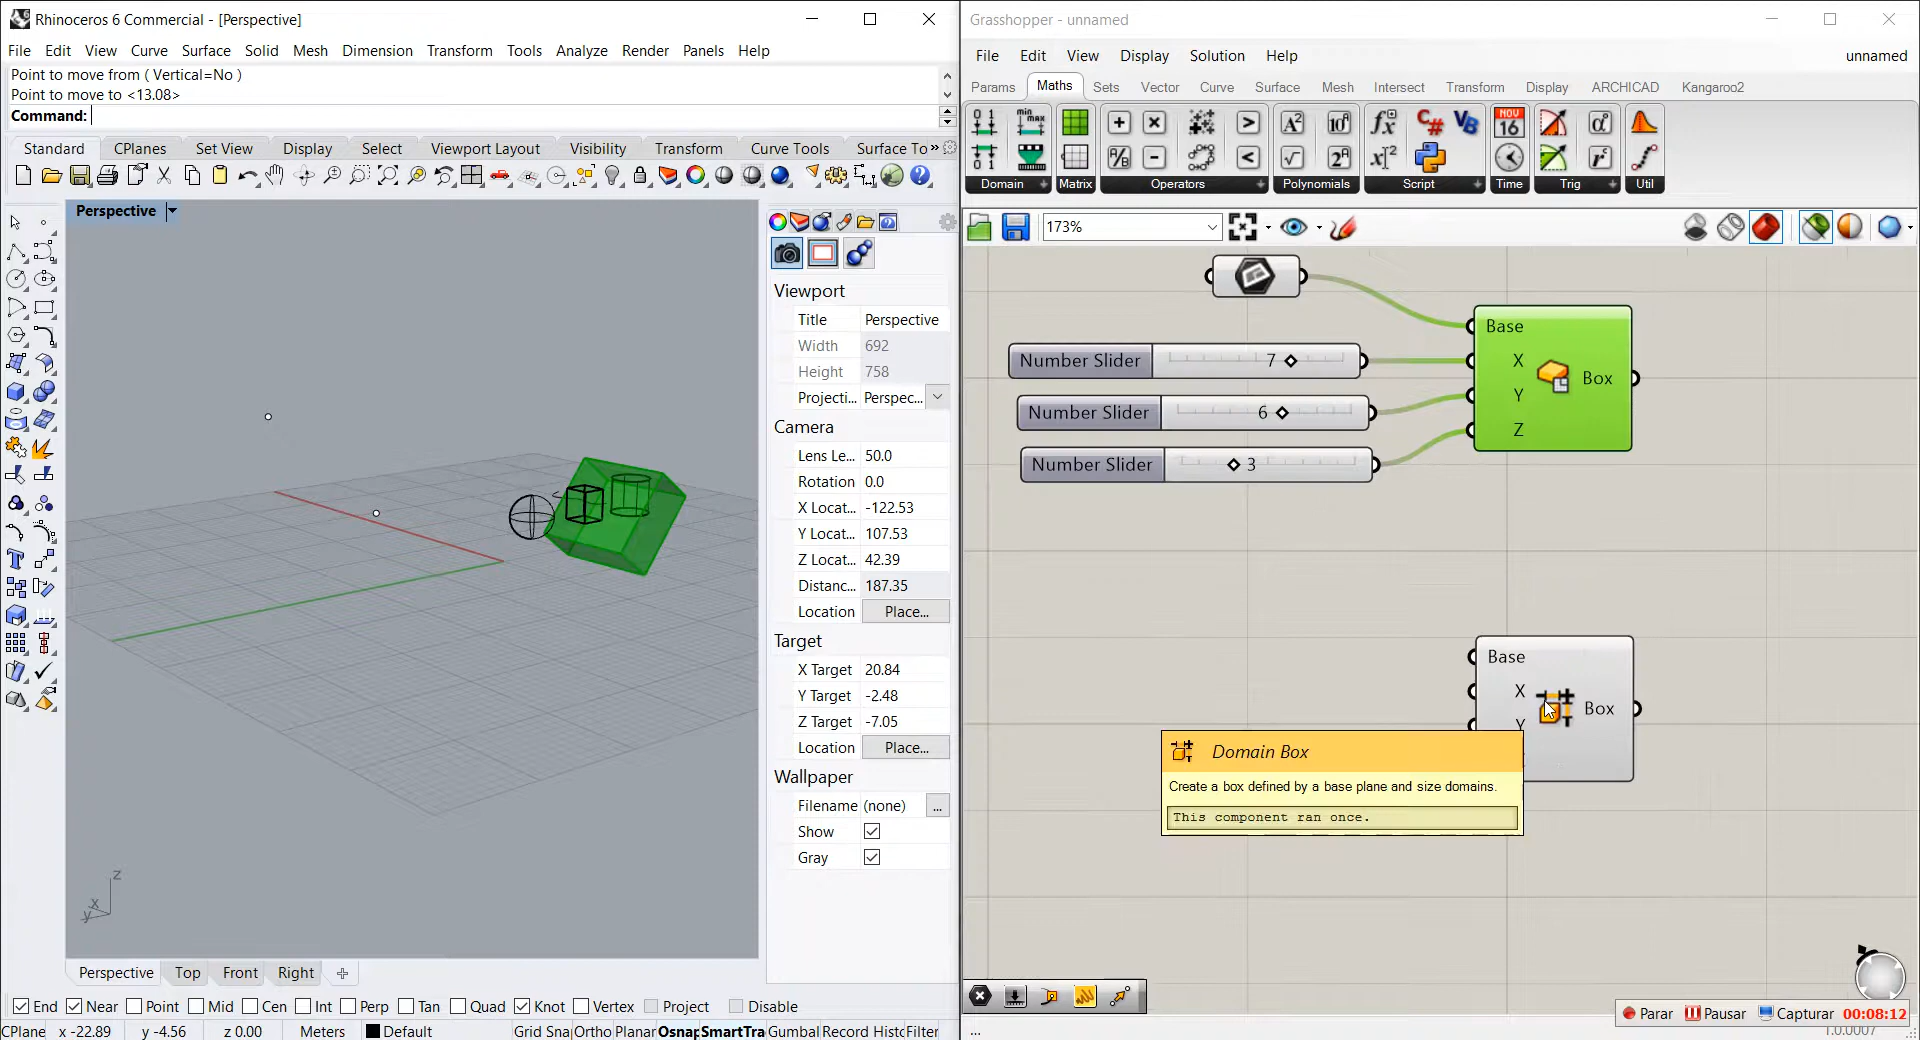 Rhinoceros 6 Commercial - [Perspective]
File Edit View Curve Surface Solid Mesh Dimension Transform Tools Analyze Render Panels Help
Point to move from ( Vertical=No )
Point to move to <13.08>
Command:
Standard CPlanes Set View Display Select Viewport Layout Visibility Transform Curve Tools Surface To
Perspective
Viewport
Title Perspective
Width 692
Height 758
Projecti... Perspec...
Camera
Lens Le... 50.0
Rotation 0.0
X Locat... -122.53
Y Locat... 107.53
Z Locat... 42.39
Distanc... 187.35
Location Place...
Target
X Target 20.84
Y Target -2.48
Z Target -7.05
Location Place...
Wallpaper
Filename (none) ...
Show
Gray
z
x
y
Perspective Top Front Right
End Near Point Mid Cen Int Perp Tan Quad Knot Vertex Project Disable
CPlane x -22.89 y -4.56 z 0.00 Meters Default Grid Sna Ortho Planar Osnap SmartTra Gumbal Record Histo Filter
Grasshopper - unnamed
File Edit View Display Solution Help unnamed
Params Maths Sets Vector Curve Surface Mesh Intersect Transform Display ARCHICAD Kangaroo2
Domain Matrix Operators Polynomials Script Time Trig Util
173%
Base
X
Y
Z
Box
Number Slider 7
Number Slider 6
Number Slider 3
Base
X
Y
Box
Domain Box
Create a box defined by a base plane and size domains.
This component ran once.
Parar Pausar Capturar 00:08:12
...
1.0.0007